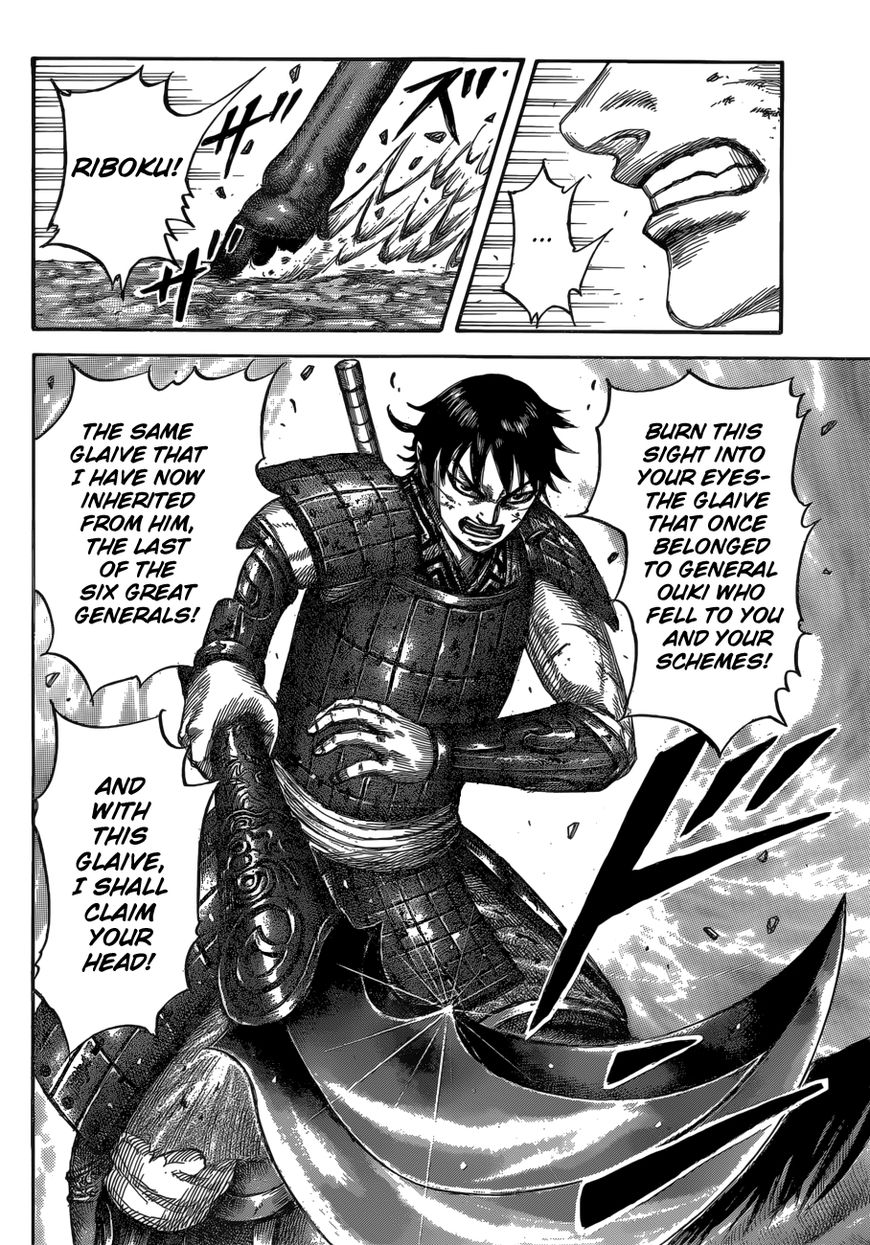 ...
ズ
ザ
ザ
RIBOKU!
BURN THIS
SIGHT INTO
YOUR EYES-
THE GLAIVE
THAT ONCE
BELONGED
TO GENERAL
OUKI WHO
FELL TO YOU
AND YOUR
SCHEMES!
THE SAME
GLAIVE THAT
I HAVE NOW
INHERITED
FROM HIM,
THE LAST
OF THE
SIX GREAT
GENERALS!
AND
WITH
THIS
GLAIVE,
I SHALL
CLAIM
YOUR
HEAD!
ドン